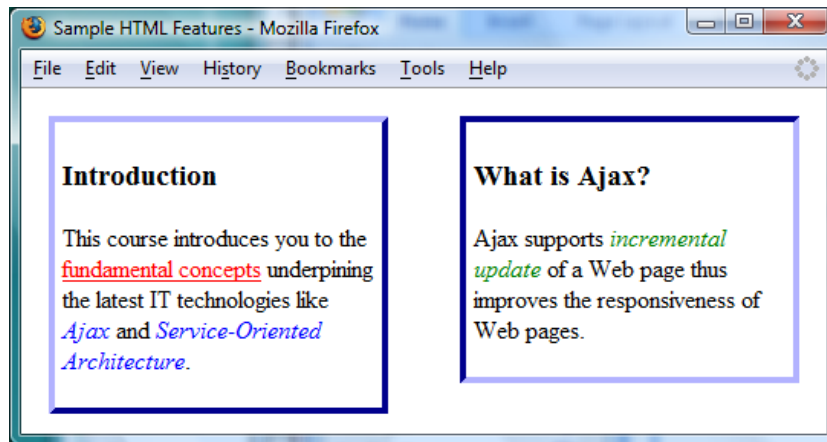 Sample HTML Features - Mozilla Firefox
File Edit View History Bookmarks Tools Help
Introduction
This course introduces you to the
fundamental concepts underpining
the latest IT technologies like
Ajax and Service-Oriented
Architecture.
What is Ajax?
Ajax supports incremental
update of a Web page thus
improves the responsiveness of
Web pages.